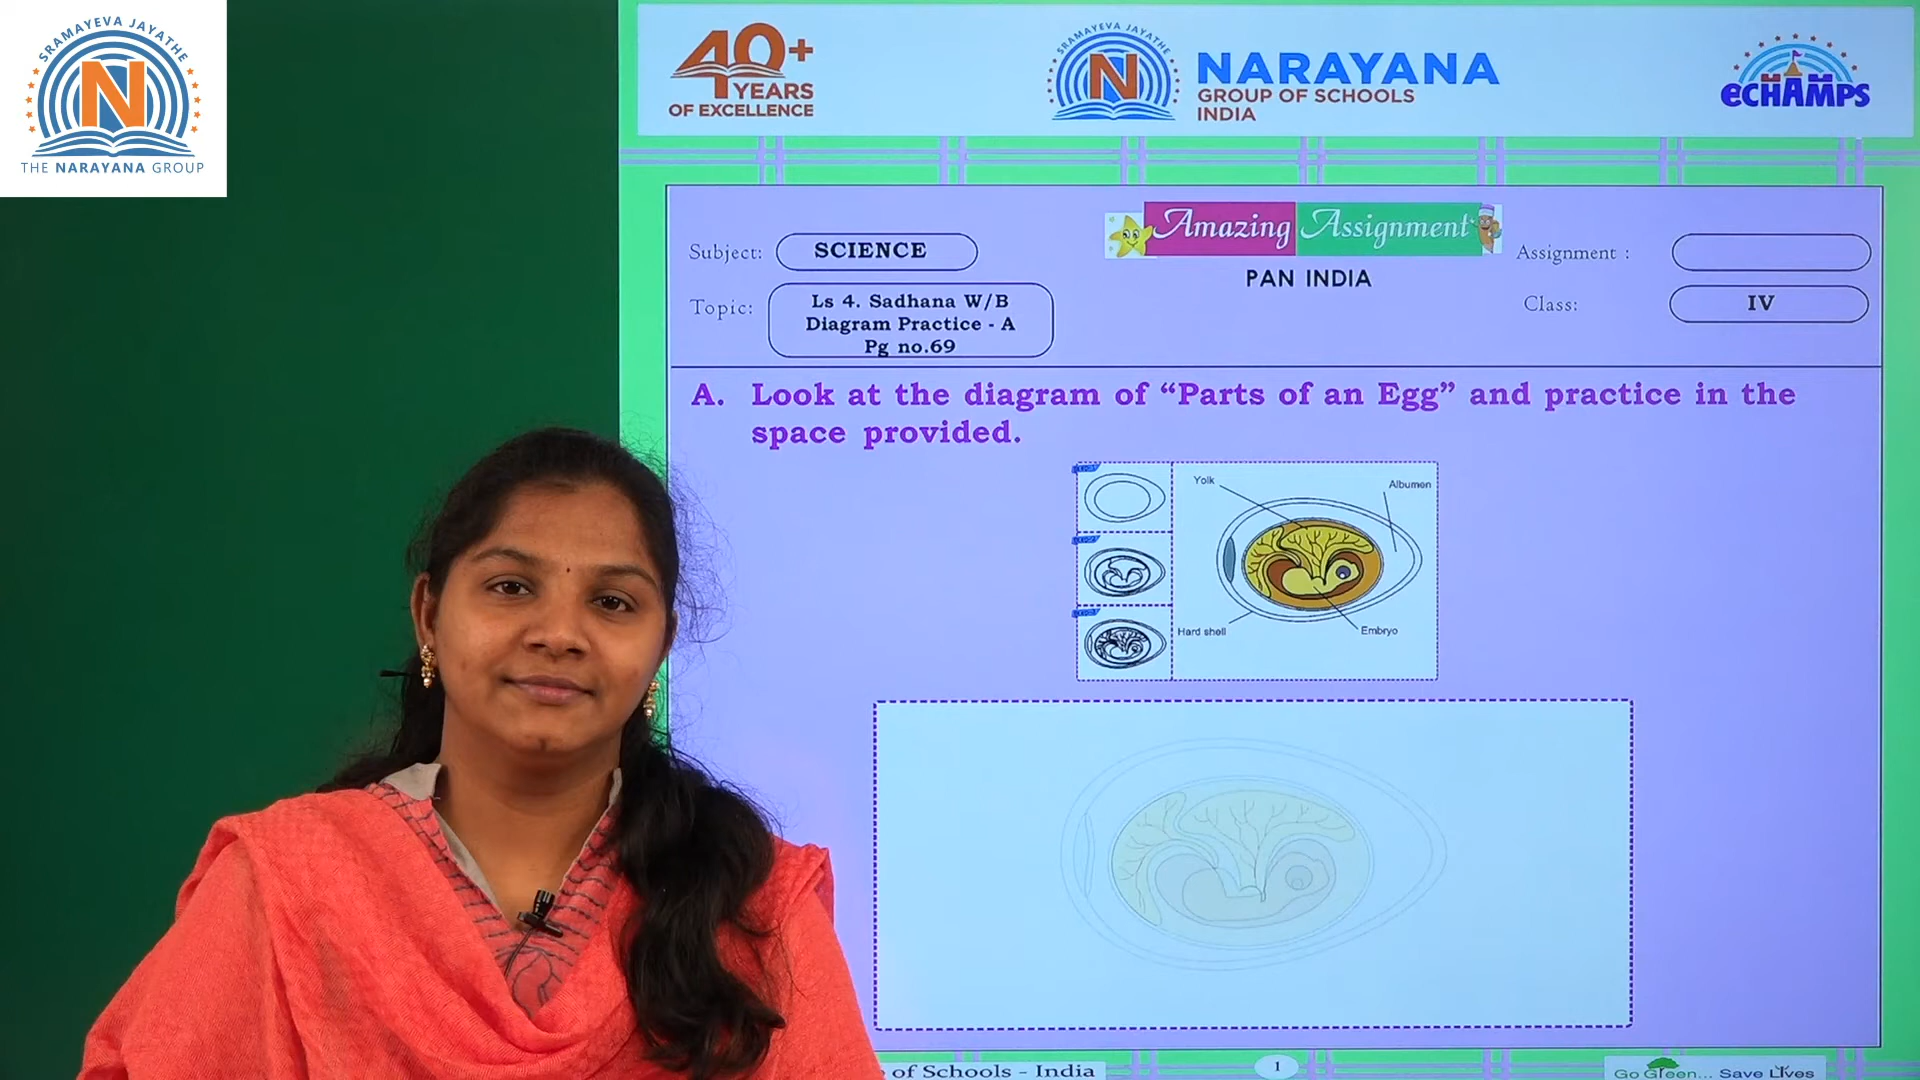 SRAMAYEVA JAYATHE
N
THE NARAYANA GROUP
40+
YEARS
OF EXCELLENCE
SRAMAYEVA JAYATHE
N
NARAYANA
GROUP OF SCHOOLS
INDIA
eCHAMPS
Subject: SCIENCE
Amazing Assignment
PAN INDIA
Assignment :
Topic: Ls 4. Sadhana W/B
Diagram Practice - A
Pg no.69
Class: IV
A. Look at the diagram of “Parts of an Egg” and practice in the
space provided.
Yolk
Albumen
Hard shell
Embryo
of Schools - India
1
Go Green... Save Lives